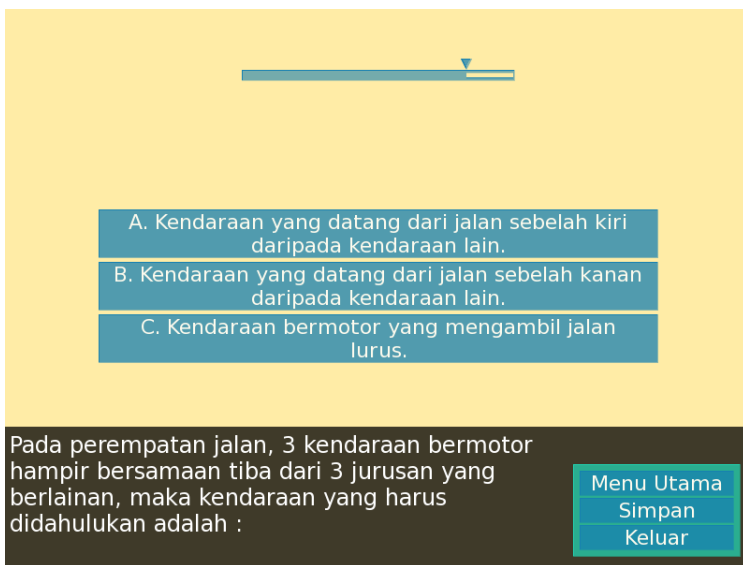 A. Kendaraan yang datang dari jalan sebelah kiri
daripada kendaraan lain.
B. Kendaraan yang datang dari jalan sebelah kanan
daripada kendaraan lain.
C. Kendaraan bermotor yang mengambil jalan
lurus.
Pada perempatan jalan, 3 kendaraan bermotor
hampir bersamaan tiba dari 3 jurusan yang
berlainan, maka kendaraan yang harus
didahulukan adalah :
Menu Utama
Simpan
Keluar